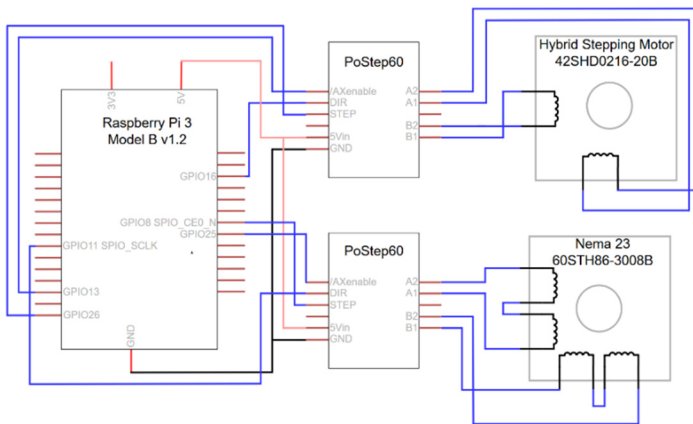 3V3
5V
Raspberry Pi 3
Model B v1.2
GPIO16
GPIO8 SPIO_CE0_N
GPIO25
GPIO11 SPIO_SCLK
GPIO13
GPIO26
GND
PoStep60
/AXenable
DIR
STEP
5Vin
GND
A2
A1
B2
B1
Hybrid Stepping Motor
42SHD0216-20B
PoStep60
/AXenable
DIR
STEP
5Vin
GND
A2
A1
B2
B1
Nema 23
60STH86-3008B